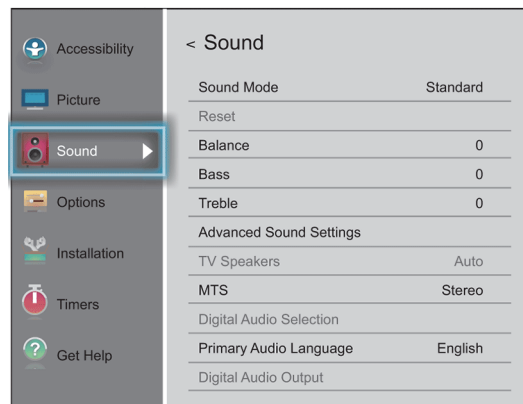 Accessibility
Picture
Sound
Options
Installation
Timers
Get Help
< Sound
Sound Mode Standard
Reset
Balance 0
Bass 0
Treble 0
Advanced Sound Settings
TV Speakers Auto
MTS Stereo
Digital Audio Selection
Primary Audio Language English
Digital Audio Output